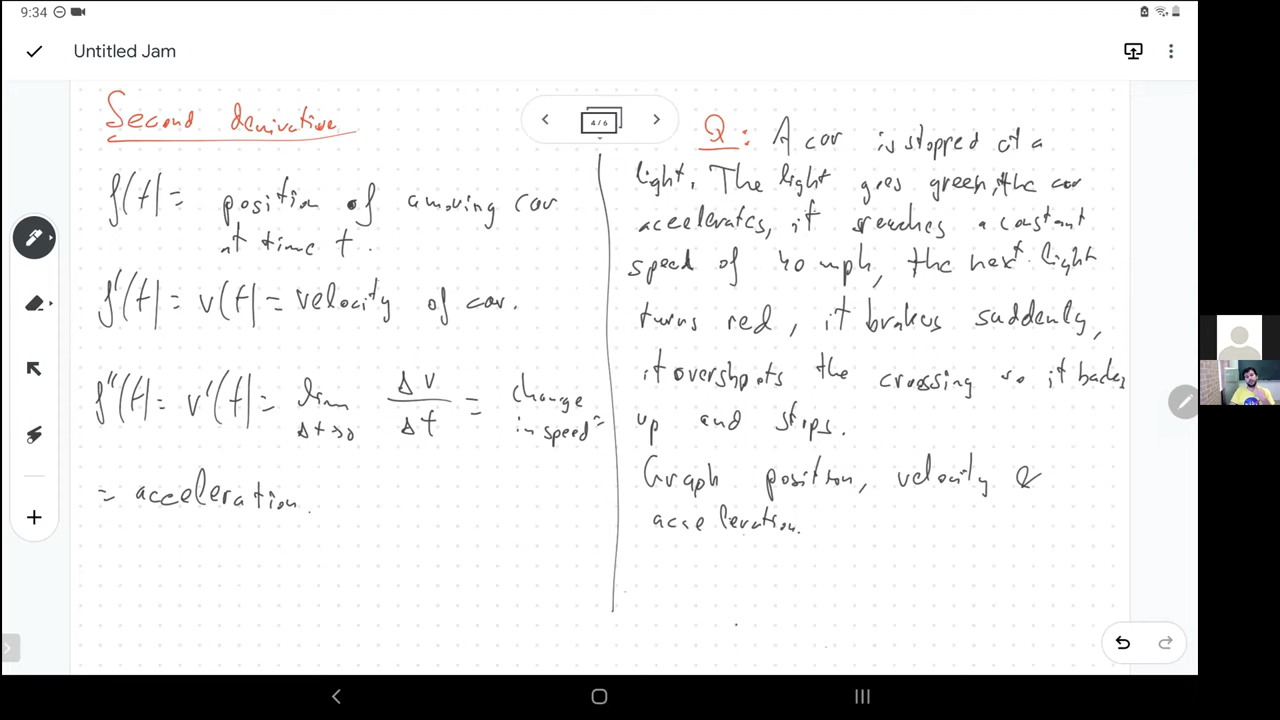 9:34
Untitled Jam
4/6
Second derivative
f(t) = position of a moving car
at time t.
f'(t) = v(t) = velocity of car.
f''(t) = v'(t) = lim Δt→0 Δv/Δt = change in speed =
= acceleration.
Q: A car is stopped at a
light. The light goes green, the car
accelerates, it reaches a constant
speed of 40 mph, the next light
turns red, it brakes suddenly,
it overshoots the crossing so it backs
up and stops.
Graph position, velocity &
acceleration.